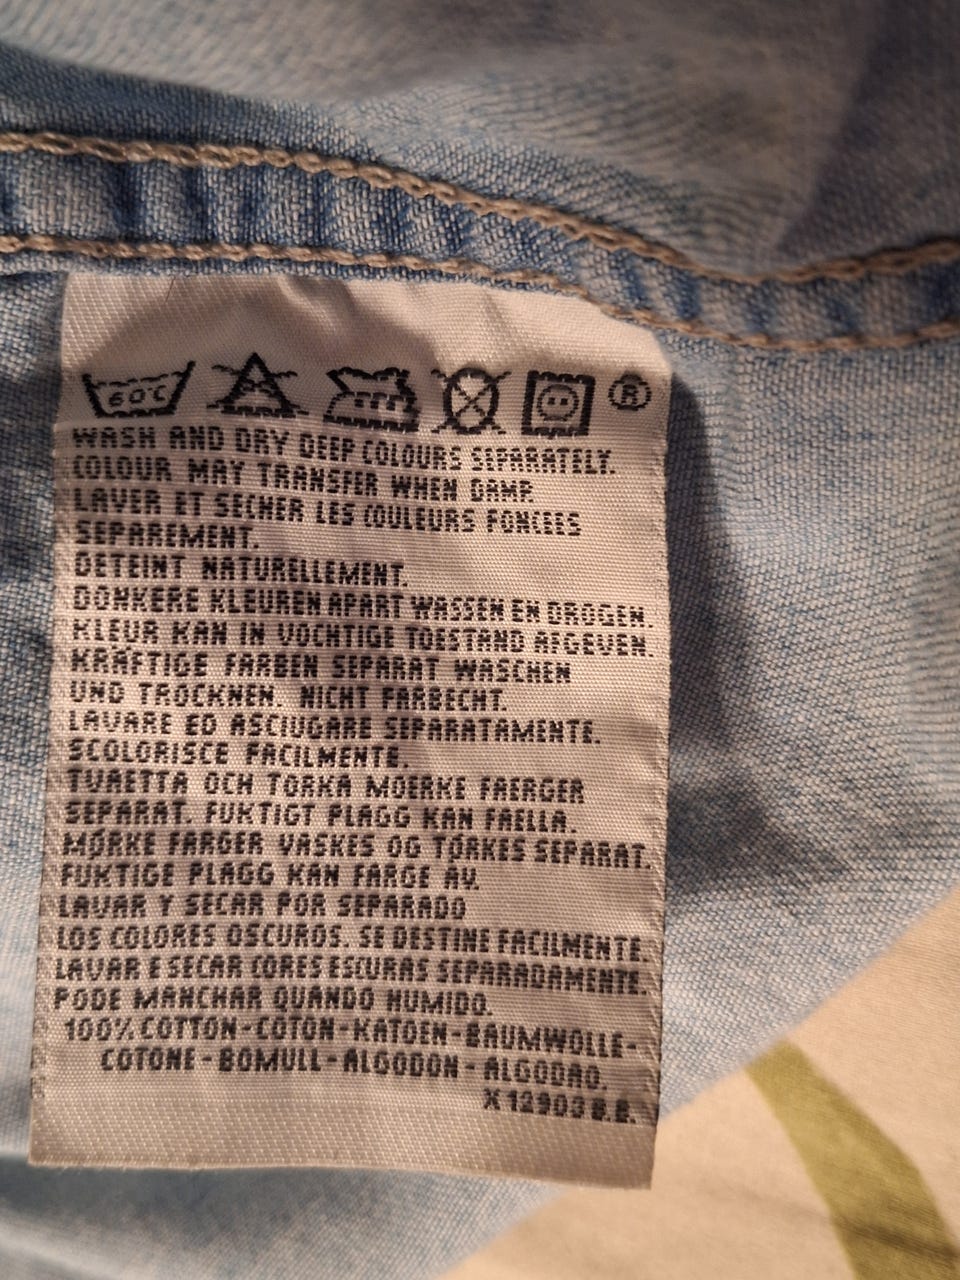 60C
®
WASH AND DRY DEEP COLOURS SEPARATELY.
COLOUR MAY TRANSFER WHEN DAMP.
LAVER ET SECHER LES COULEURS FONCEES
SEPAREMENT.
DETEINT NATURELLEMENT.
DONKERE KLEUREN APART WASSEN EN DROGEN.
KLEUR KAN IN VOCHTIGE TOESTAND AFGEVEN.
KRÄFTIGE FARBEN SEPARAT WASCHEN
UND TROCKNEN. NICHT FARBECHT.
LAVARE ED ASCIUGARE SEPARATAMENTE.
SCOLORISCE FACILMENTE.
TVAETTA OCH TORKA MOERKE FAERGER
SEPARAT. FUKTIGT PLAGG KAN FAELLA.
MØRKE FARGER VASKES OG TØRKES SEPARAT.
FUKTIGE PLAGG KAN FARGE AV.
LAVAR Y SECAR POR SEPARADO
LOS COLORES OSCUROS. SE DESTINE FACILMENTE.
LAVAR E SECAR CORES ESCURAS SEPARADAMENTE.
PODE MANCHAR QUANDO HUMIDO.
100% COTTON-COTON-KATOEN-BAUMWOLLE-
COTONE-BOMULL-ALGODON-ALGODAO.
X 12903